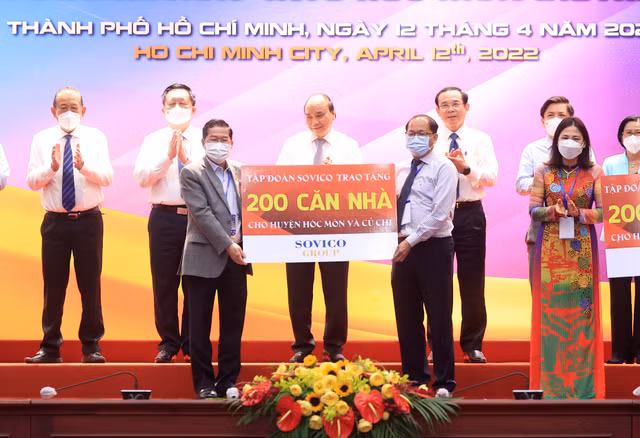 THÀNH PHỐ HỒ CHÍ MINH, NGÀY 12 THÁNG 4 NĂM 202
HO CHI MINH CITY, APRIL 12th, 2022
TẬP ĐOÀN SOVICO TRAO TẶNG
200 CĂN NHÀ
CHO HUYỆN HÓC MÔN VÀ CỦ CHI
SOVICO
GROUP
TẬP Đ
200
CHO H